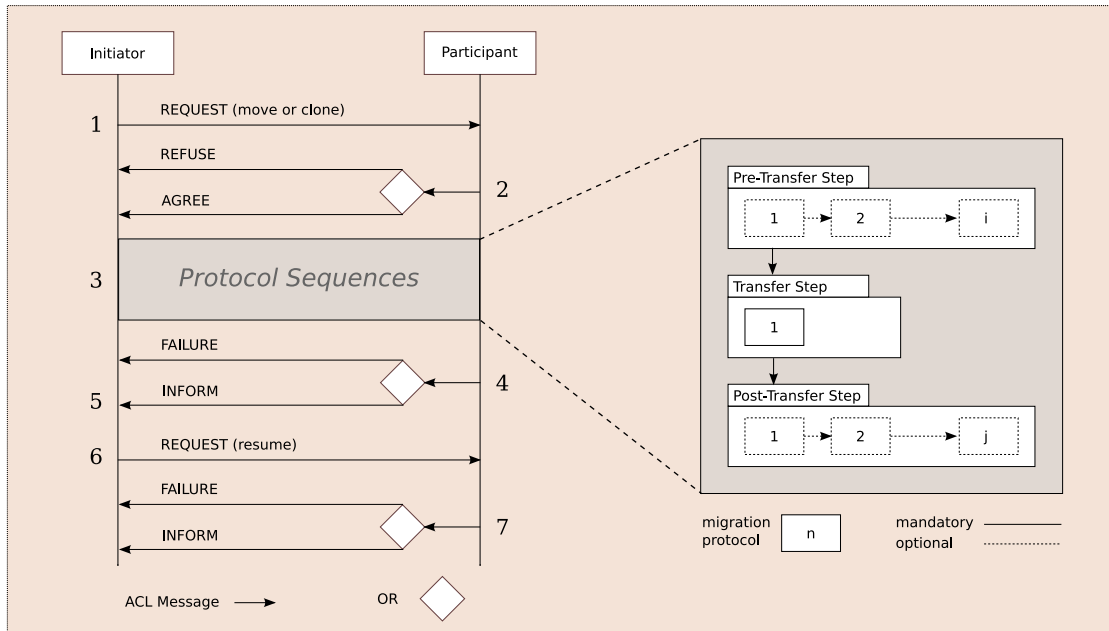 Initiator
Participant
1
REQUEST (move or clone)
REFUSE
2
AGREE
3
Protocol Sequences
FAILURE
4
INFORM
5
6
REQUEST (resume)
FAILURE
7
INFORM
ACL Message
OR
Pre-Transfer Step
1 2 i
Transfer Step
1
Post-Transfer Step
1 2 j
migration
protocol
n
mandatory
optional